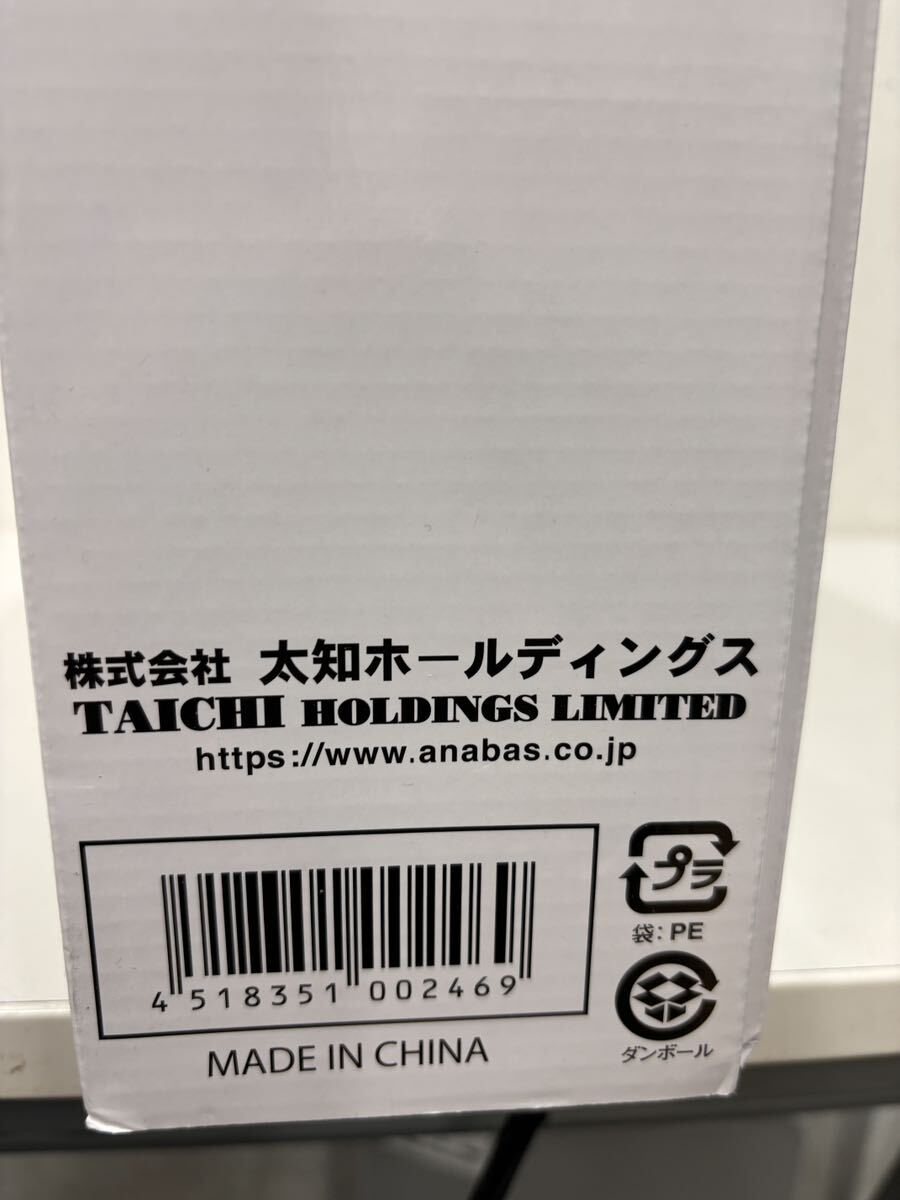 株式会社 太知ホールディングス
TAICHI HOLDINGS LIMITED
https://www.anabas.co.jp
プラ
袋: PE
4 518351 002469
ダンボール
MADE IN CHINA